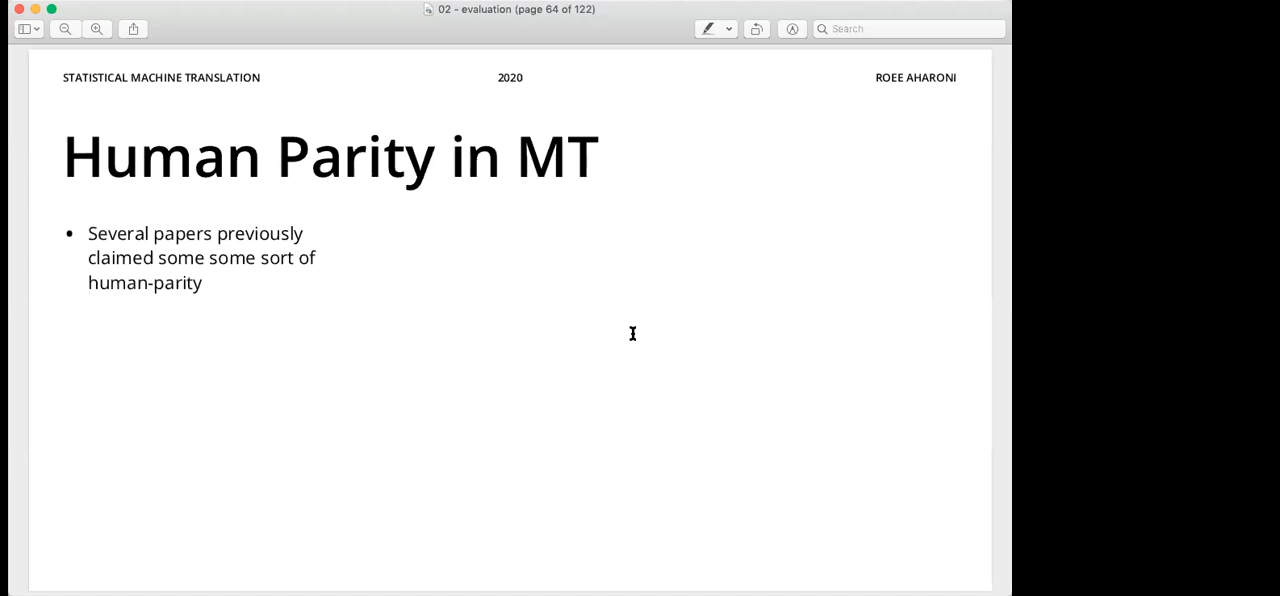 02 - evaluation (page 64 of 122)
Search
STATISTICAL MACHINE TRANSLATION 2020 ROEE AHARONI
Human Parity in MT
• Several papers previously
claimed some some sort of
human-parity